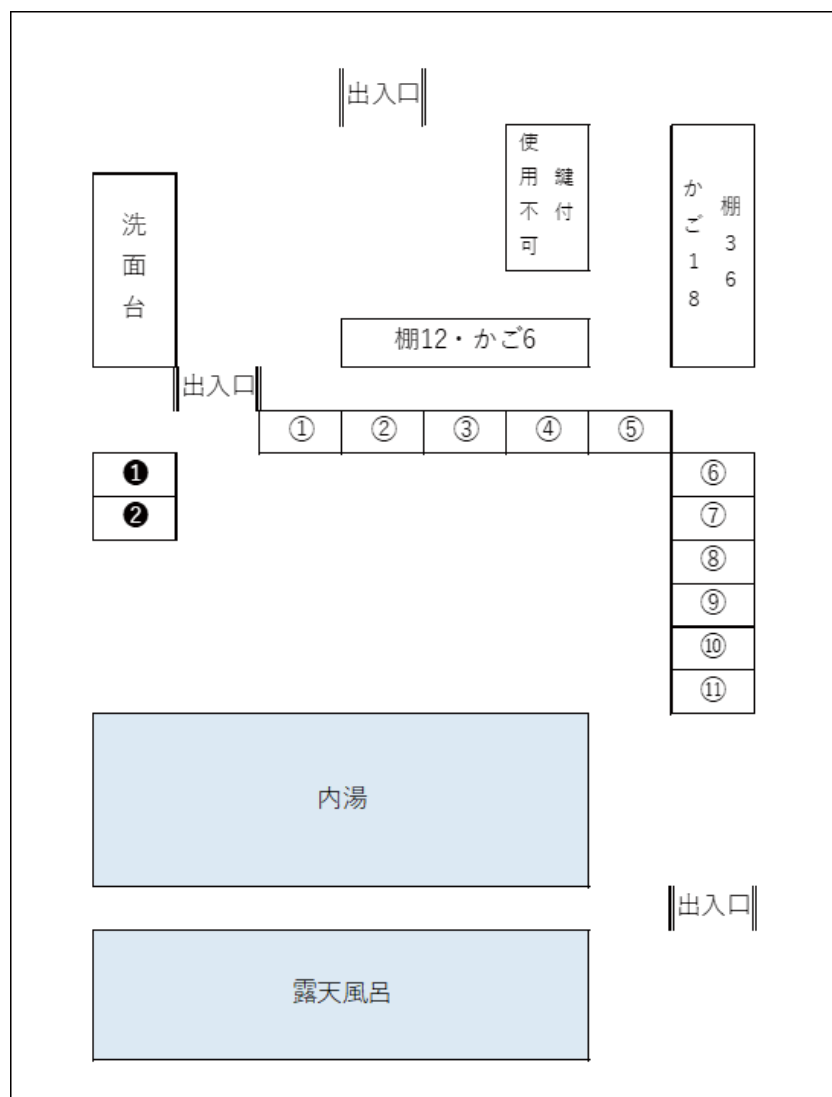 出入口
鍵付
使用不可
棚36
かご18
洗面台
棚12・かご6
出入口
①
②
③
④
⑤
❶
⑥
❷
⑦
⑧
⑨
⑩
⑪
内湯
出入口
露天風呂